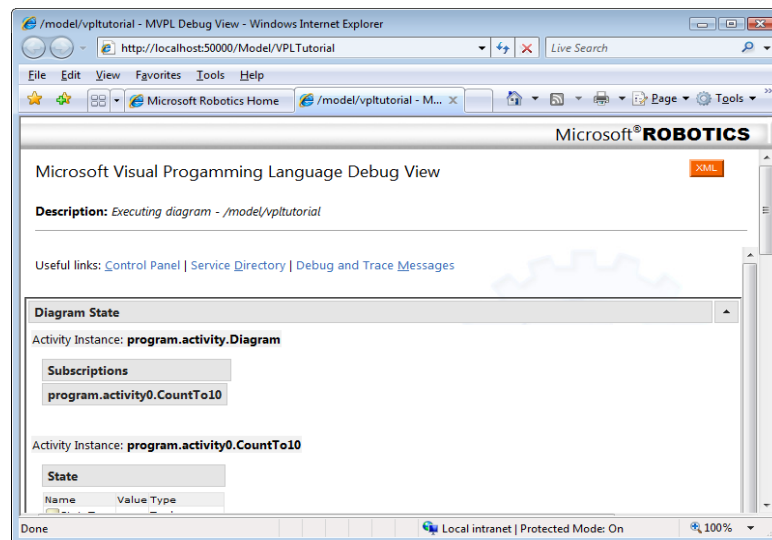 /model/vpltutorial - MVPL Debug View - Windows Internet Explorer
http://localhost:50000/Model/VPLTutorial
Live Search
File Edit View Favorites Tools Help
Microsoft Robotics Home
/model/vpltutorial - M...
Page
Tools
Microsoft®ROBOTICS
Microsoft Visual Progamming Language Debug View
XML
Description: Executing diagram - /model/vpltutorial
Useful links: Control Panel | Service Directory | Debug and Trace Messages
Diagram State
Activity Instance: program.activity.Diagram
Subscriptions
program.activity0.CountTo10
Activity Instance: program.activity0.CountTo10
State
Name Value Type
Done
Local intranet | Protected Mode: On
100%